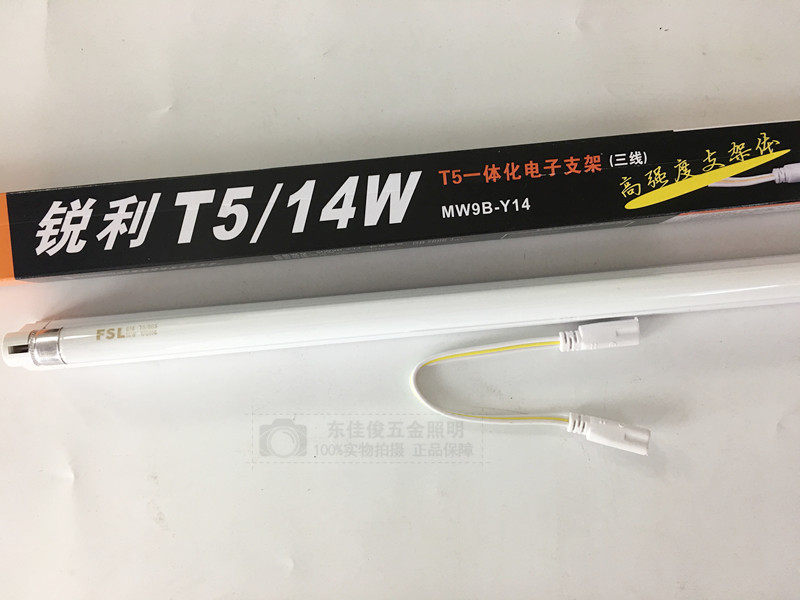 锐利 T5/14W
T5一体化电子支架(三线)
MW9B-Y14
高强度支架体
FSL
东佳俊五金照明
100%实物拍摄 正品保障